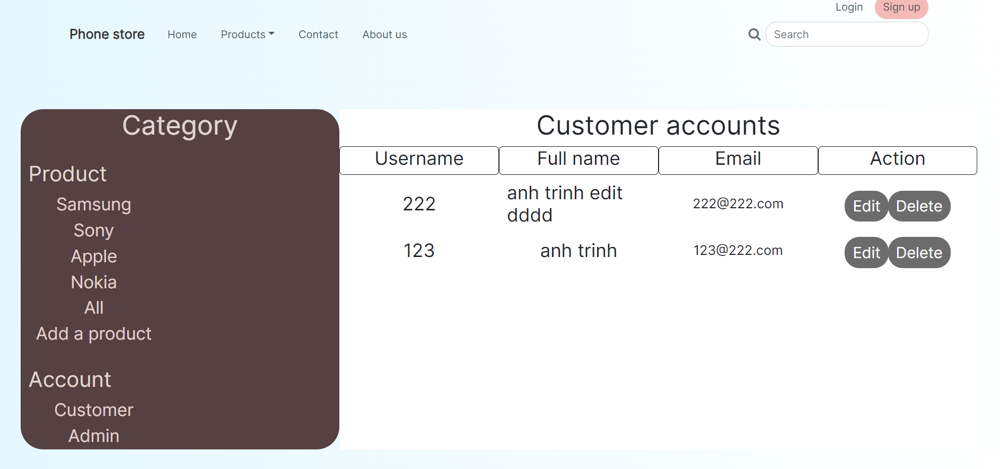 Login Sign up
Phone store Home Products Contact About us Search
Category
Product
Samsung
Sony
Apple
Nokia
All
Add a product
Account
Customer
Admin
Customer accounts
Username Full name Email Action
222 anh trinh edit dddd 222@222.com Edit Delete
123 anh trinh 123@222.com Edit Delete